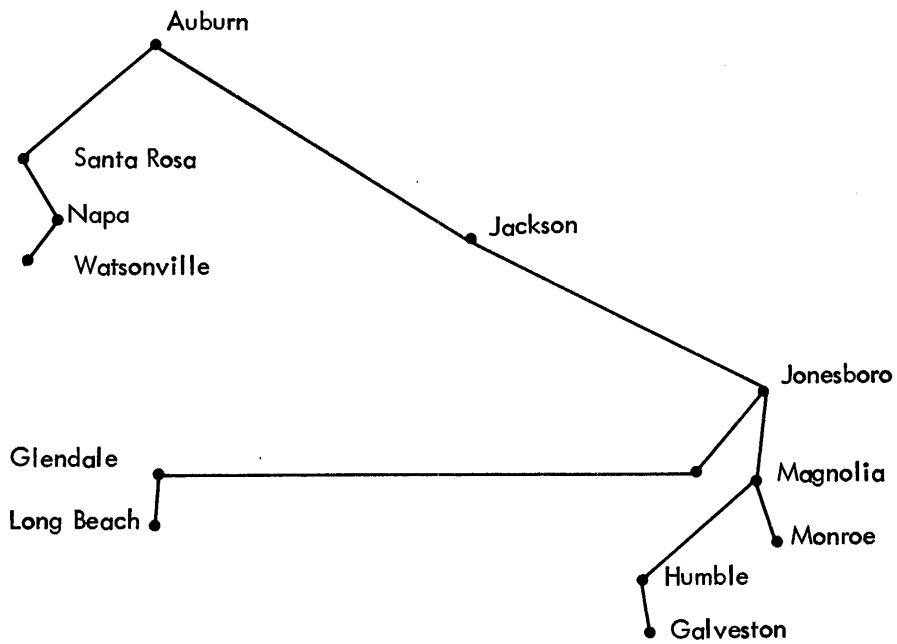 Auburn
Santa Rosa
Napa
Jackson
Watsonville
Jonesboro
Glendale
Magnolia
Long Beach
Monroe
Humble
Galveston